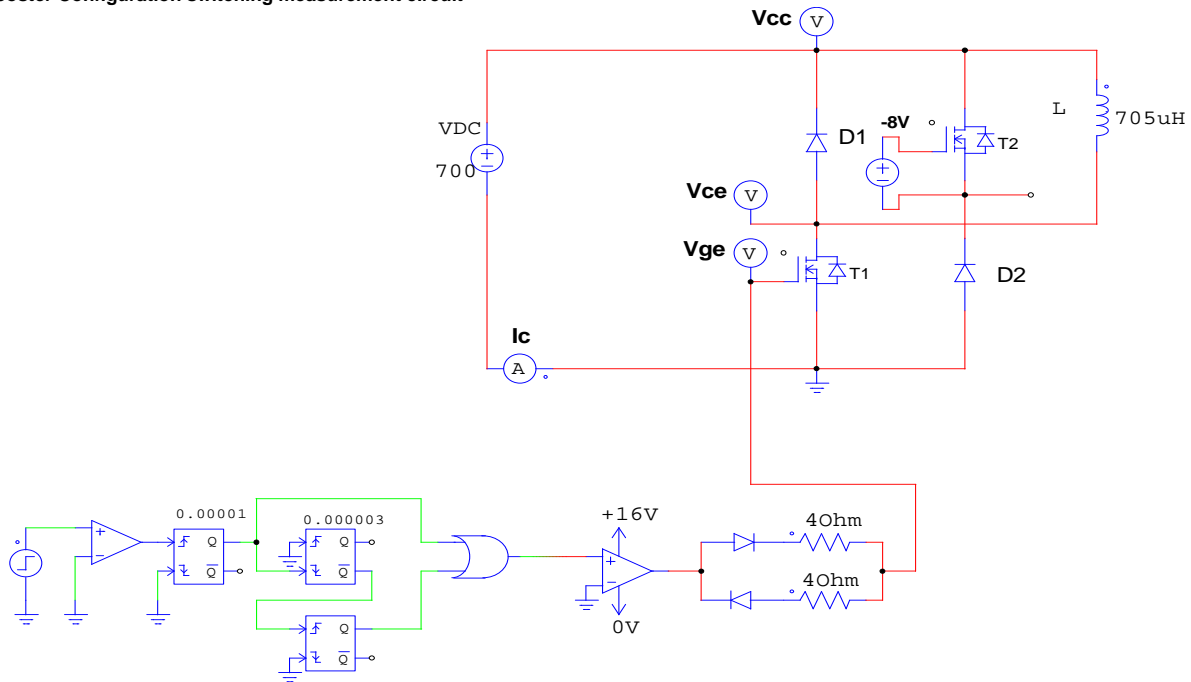 Vcc
V
VDC
+
700
D1
-8V
T2
L
705uH
Vce
V
Vge
V
T1
D2
Ic
A
0.00001
Q
Q
0.000003
Q
Q
Q
Q
+16V
0V
4Ohm
4Ohm